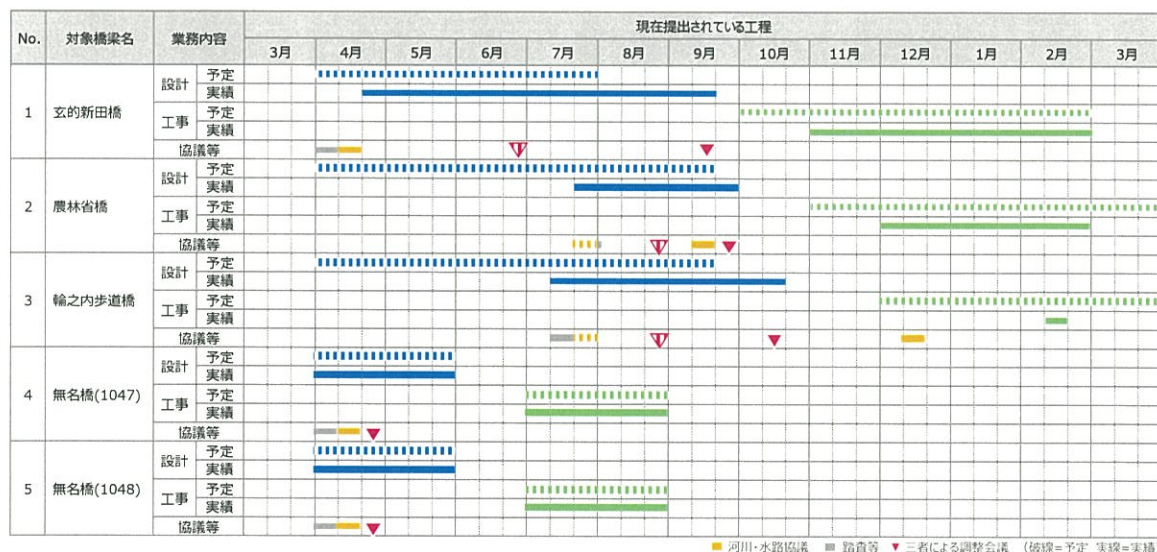 No. 対象橋梁名 業務内容 現在提出されている工程
3月 4月 5月 6月 7月 8月 9月 10月 11月 12月 1月 2月 3月
1 玄的新田橋 設計 予定
実績
工事 予定
実績
協議等
2 農林省橋 設計 予定
実績
工事 予定
実績
協議等
3 輪之内歩道橋 設計 予定
実績
工事 予定
実績
協議等
4 無名橋(1047) 設計 予定
実績
工事 予定
実績
協議等
5 無名橋(1048) 設計 予定
実績
工事 予定
実績
協議等
河川・水路協議 踏査等 三者による調整会議 (破線=予定 実線=実績